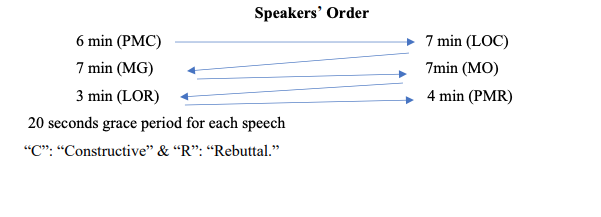 Speakers’ Order
6 min (PMC) 7 min (LOC)
7 min (MG) 7min (MO)
3 min (LOR) 4 min (PMR)
20 seconds grace period for each speech
“C”: “Constructive” & “R”: “Rebuttal.”